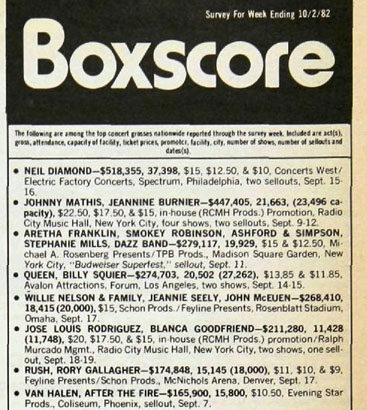 Survey For Week Ending 10/2/82
Boxscore
The following are among the top concert grosses nationwide reported through the survey week. Included are act(s),
gross, attendance, capacity of facility, ticket prices, promoter, facility, city, number of shows, number of sellouts and
dates(s).
• NEIL DIAMOND—$518,355, 37,398, $15, $12.50, & $10, Concerts West/
Electric Factory Concerts, Spectrum, Philadelphia, two sellouts, Sept. 15-
16.
• JOHNNY MATHIS, JEANNINE BURNIER—$447,405, 21,663, (23,496 ca-
pacity), $22.50, $17.50, & $15, in-house (RCMH Prods.) Promotion, Radio
City Music Hall, New York City, four shows, two sellouts, Sept. 9-12.
• ARETHA FRANKLIN, SMOKEY ROBINSON, ASHFORD & SIMPSON,
STEPHANIE MILLS, DAZZ BAND—$279,117, 19,929, $15 & $12.50, Mi-
chael A. Rosenberg Presents/TPB Prods., Madison Square Garden, New
York City, "Budweiser Superfest," sellout, Sept. 11.
• QUEEN, BILLY SQUIER—$274,703, 20,502 (27,262), $13,85 & $11.85,
Avalon Attractions, Forum, Los Angeles, two shows, Sept. 14-15.
• WILLIE NELSON & FAMILY, JEANNIE SEELY, JOHN McEUEN—$268,410,
18,415 (20,000), $15, Schon Prods./Feyline Presents, Rosenblatt Stadium,
Omaha, Sept. 17.
• JOSE LOUIS RODRIGUEZ, BLANCA GOODFRIEND—$211,280, 11,428
(11,748), $20, $17.50, & $15, in-house (RCMH Prods.) promotion/Ralph
Murcado Mgmt., Radio City Music Hall, New York City, two shows, one sell-
out, Sept. 18-19.
• RUSH, RORY GALLAGHER—$174,848, 15,145 (18,000), $11, $10, & $9,
Feyline Presents/Schon Prods., McNichols Arena, Denver, Sept. 17.
• VAN HALEN, AFTER THE FIRE—$165,900, 15,800, $10.50, Evening Star
Prods., Coliseum, Phoenix, sellout, Sept. 7.